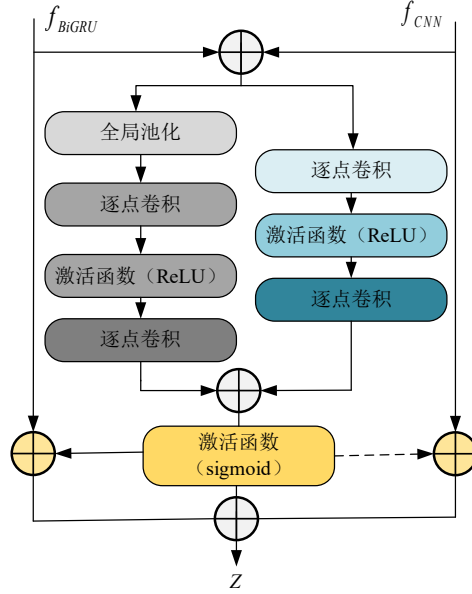 f_BiGRU
f_CNN
全局池化
逐点卷积
激活函数（ReLU）
逐点卷积
逐点卷积
激活函数（ReLU）
逐点卷积
激活函数
（sigmoid）
Z